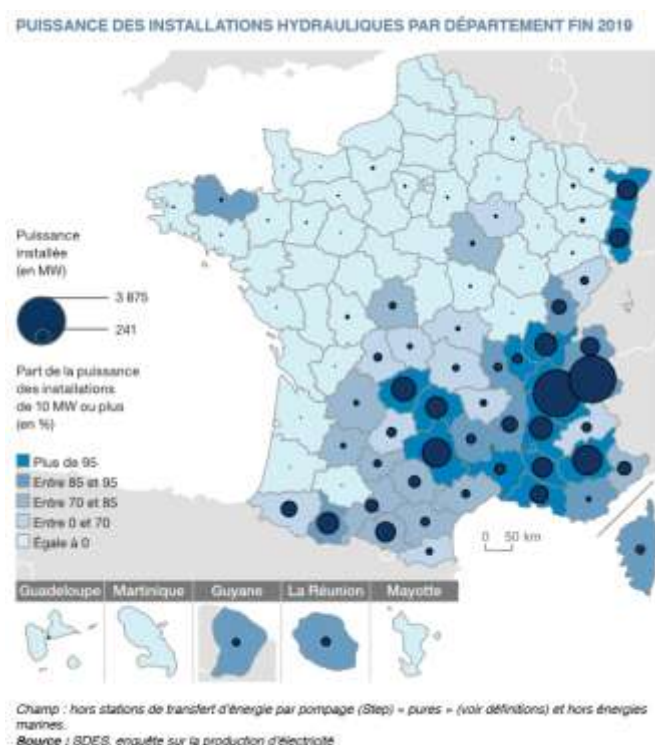 PUISSANCE DES INSTALLATIONS HYDRAULIQUES PAR DÉPARTEMENT FIN 2019
Puissance
installée
(en MW)
3 875
241
Part de la puissance
des installations
de 10 MW ou plus
(en %)
Plus de 95
Entre 85 et 95
Entre 70 et 85
Entre 0 et 70
Égale à 0
0 50 km
Guadeloupe Martinique Guyane La Réunion Mayotte
Champ : hors stations de transfert d'énergie par pompage (Step) « pures » (voir définitions) et hors énergies
marines.
Source : SDES, enquête sur la production d'électricité